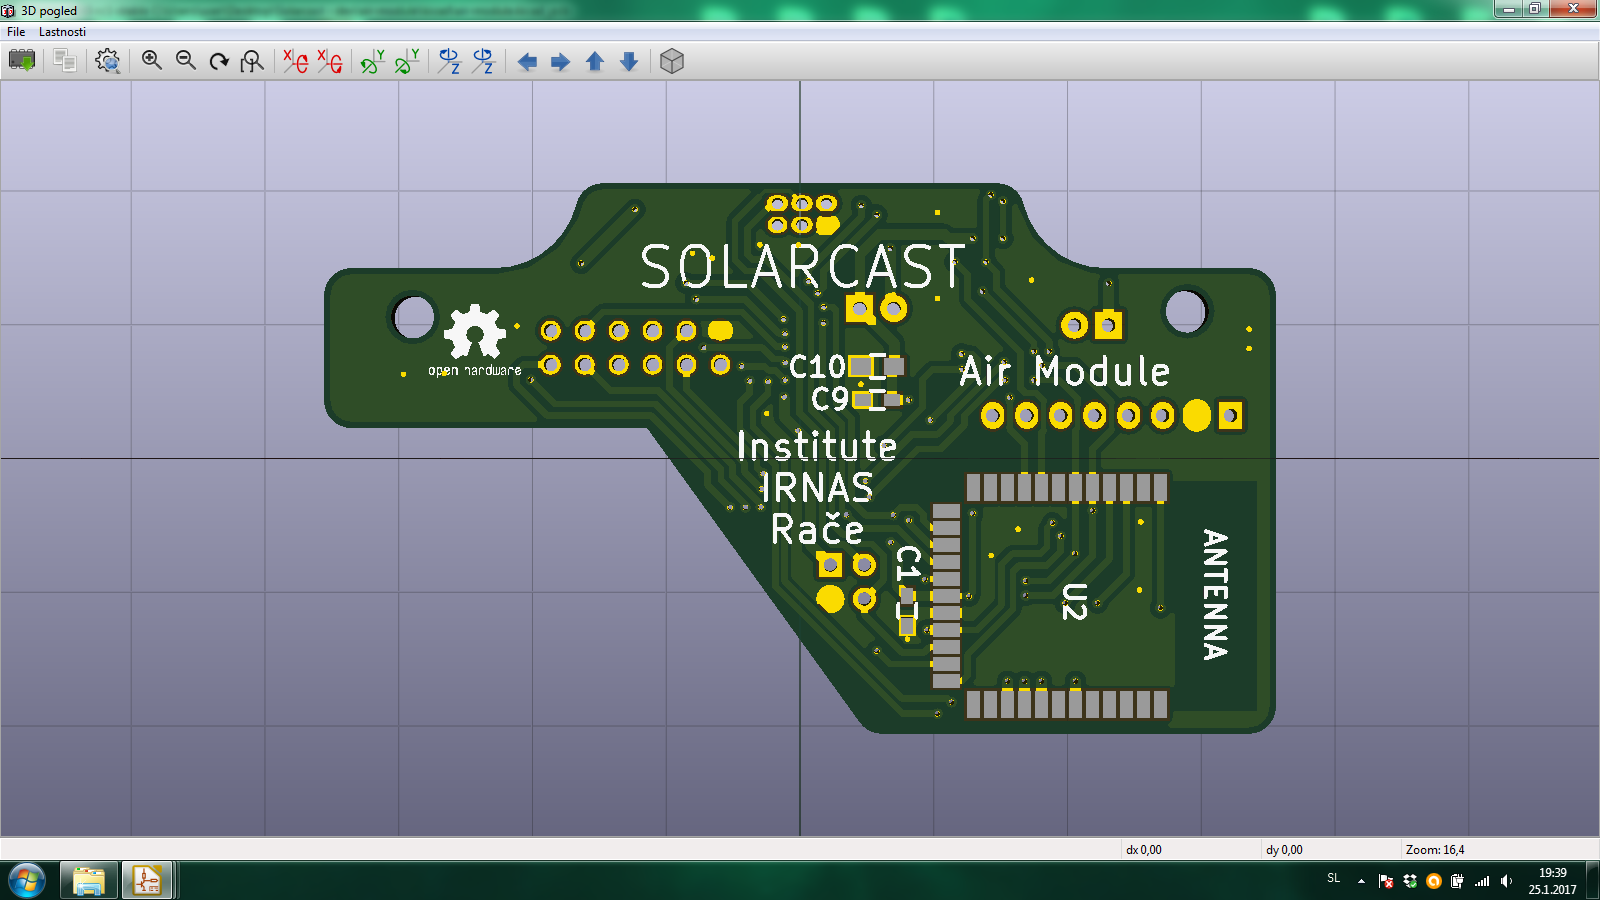 3D pogled
File Lastnosti
SOLARCAST
open hardware
C10
Air Module
C9
Institute
IRNAS
Rače
C1
U2
ANTENNA
dx 0,00 dy 0,00 Zoom: 16,4
SL
19:39
25.1.2017